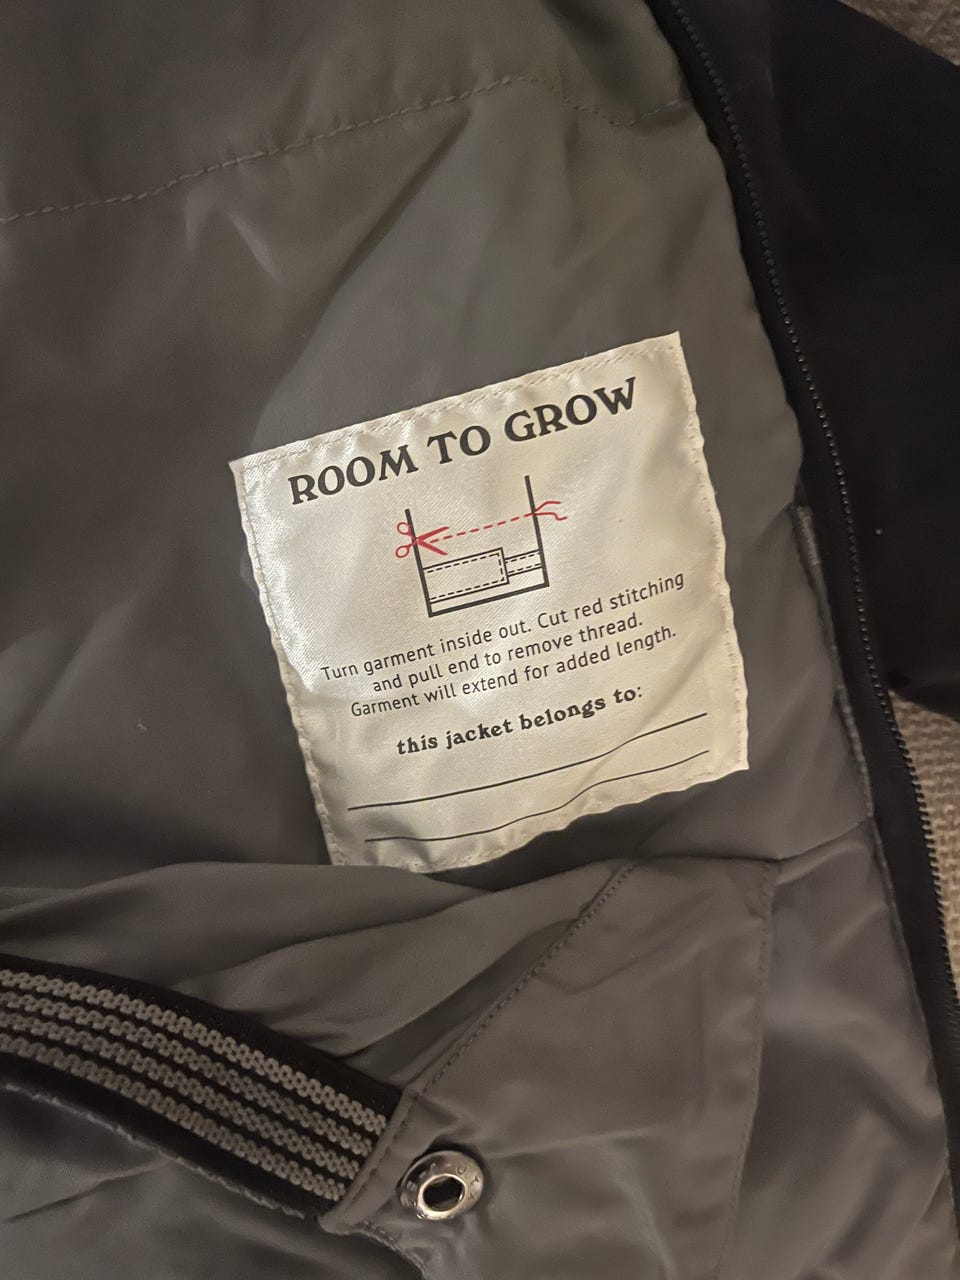 ROOM TO GROW
Turn garment inside out. Cut red stitching
and pull end to remove thread.
Garment will extend for added length.
this jacket belongs to: